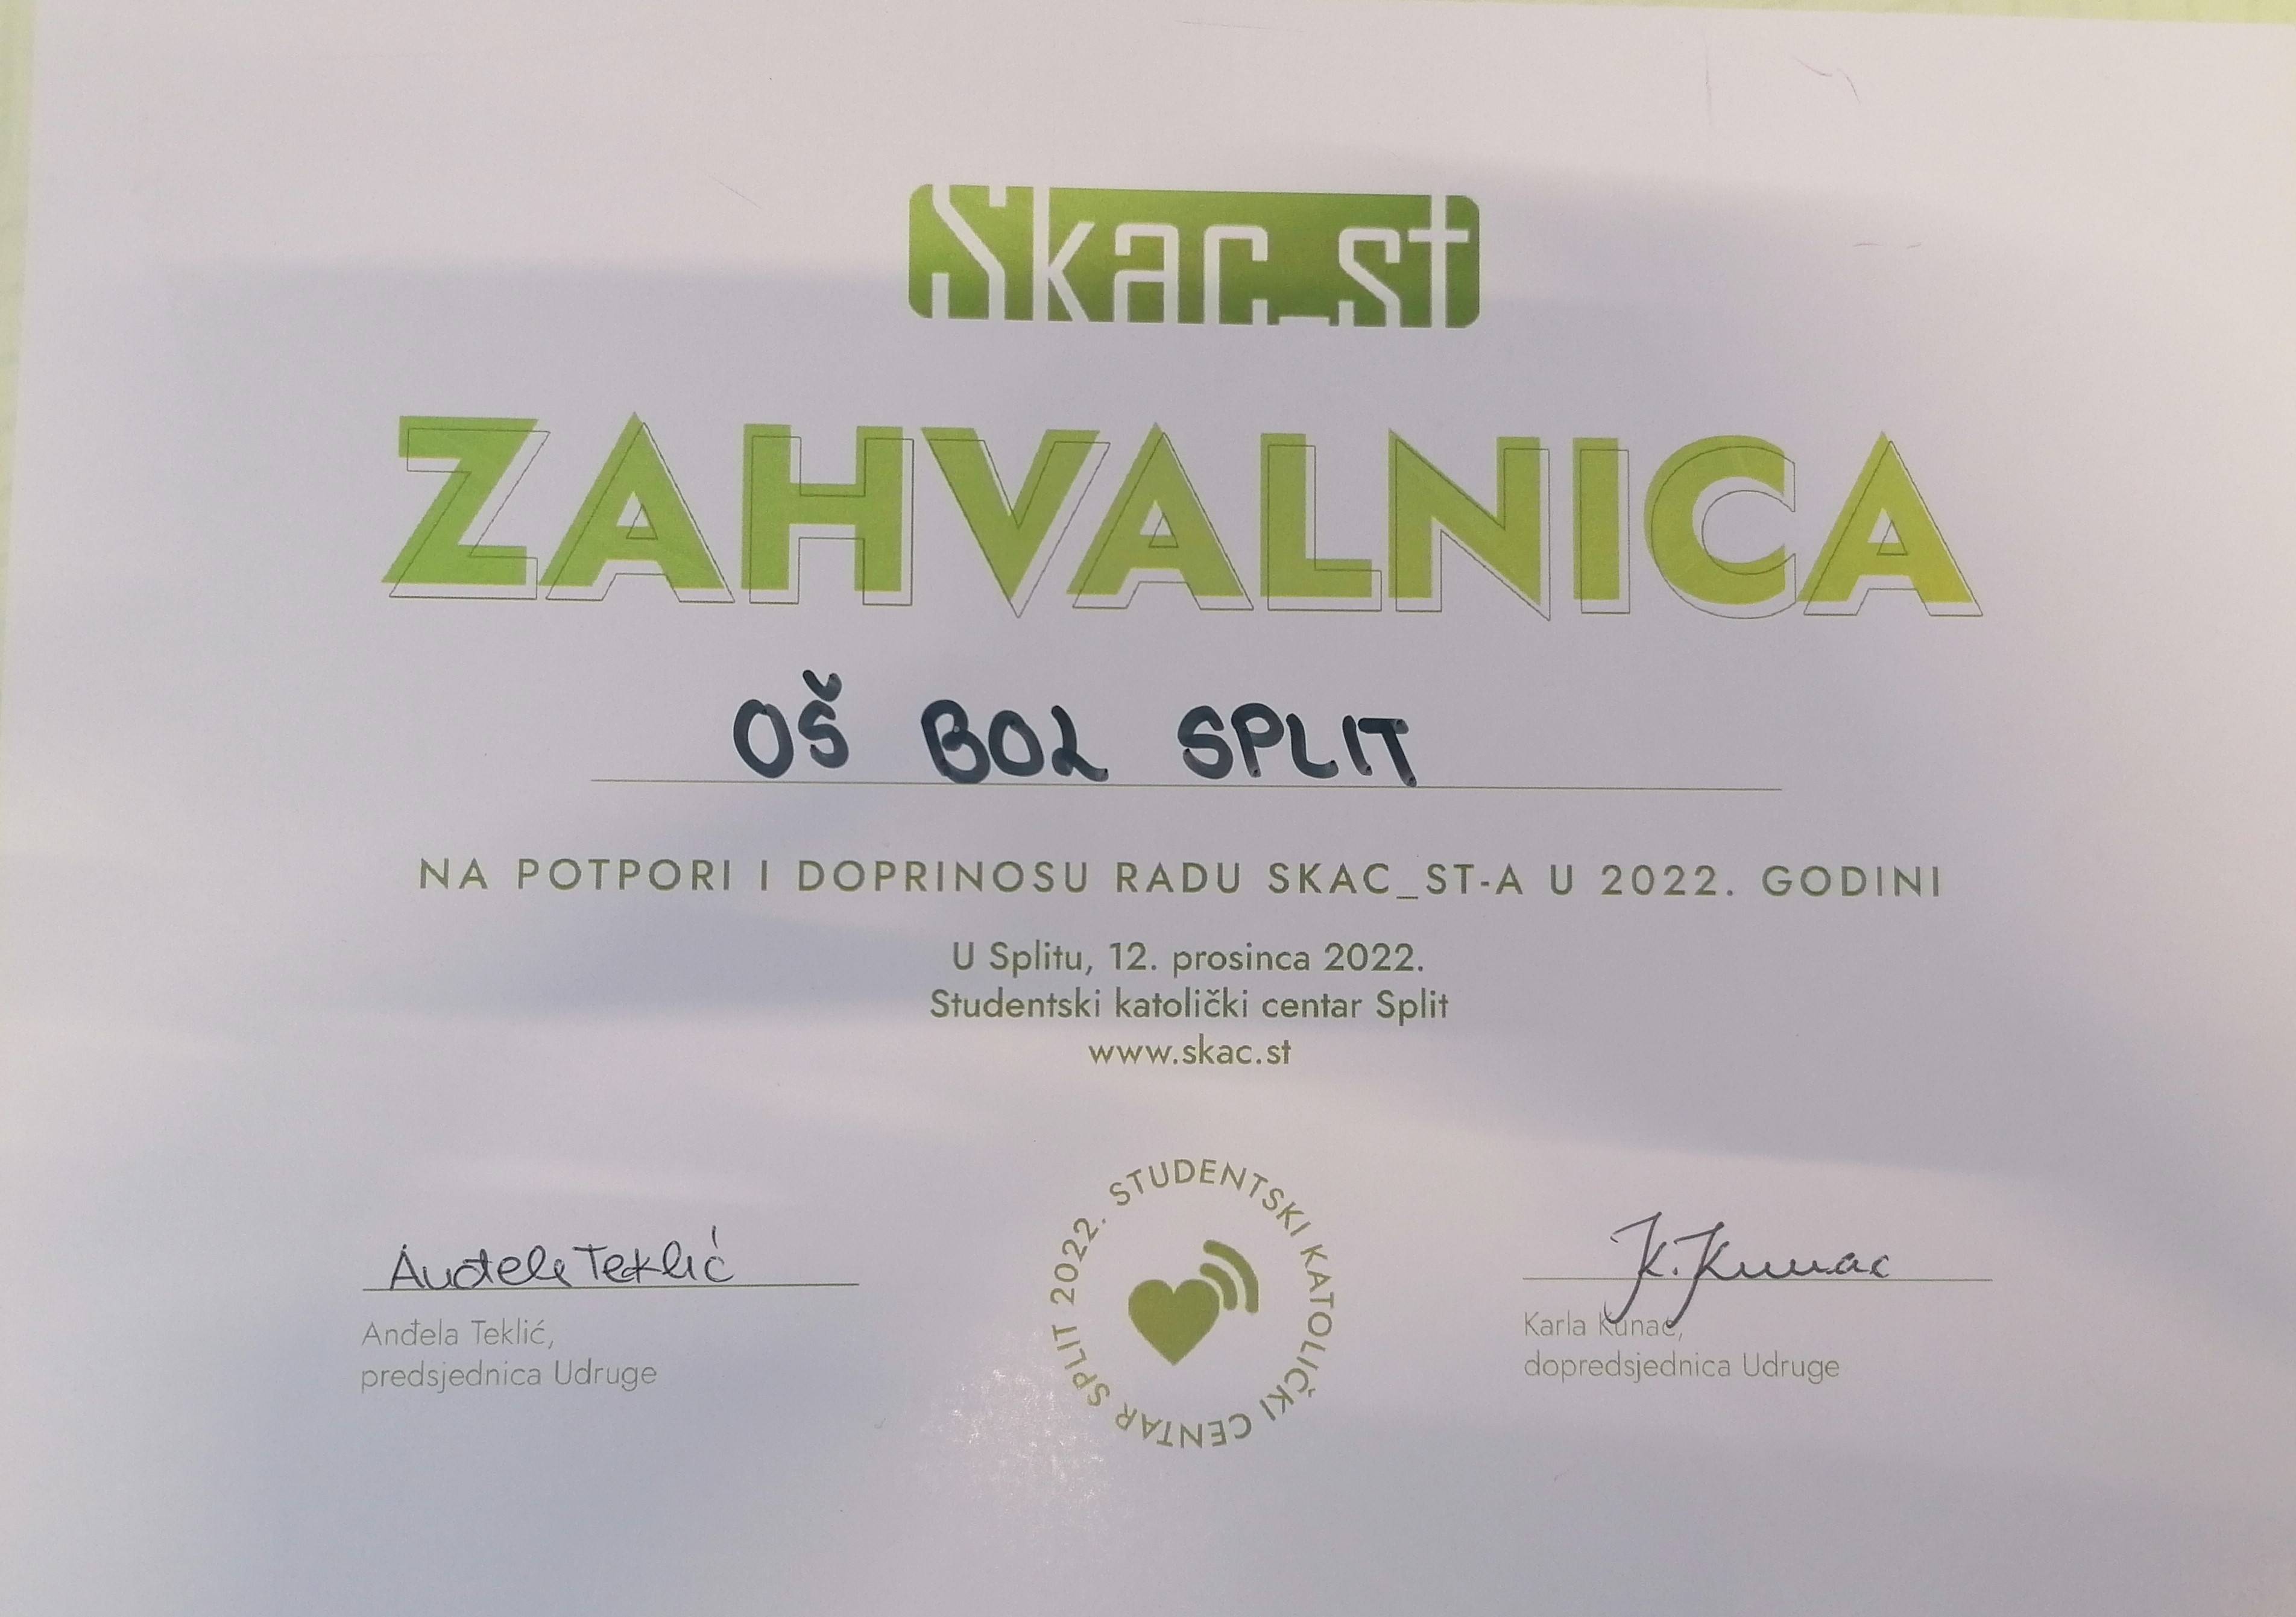 Skac_st
ZAHVALNICA
OŠ BOL SPLIT
NA POTPORI I DOPRINOSU RADU SKAC_ST-A U 2022. GODINI
U Splitu, 12. prosinca 2022.
Studentski katolički centar Split
www.skac.st
STUDENTSKI KATOLIČKI CENTAR SPLIT 2022.
Anđela Teklić
Anđela Teklić,
predsjednica Udruge
K. Kunac
Karla Kunac,
dopredsjednica Udruge